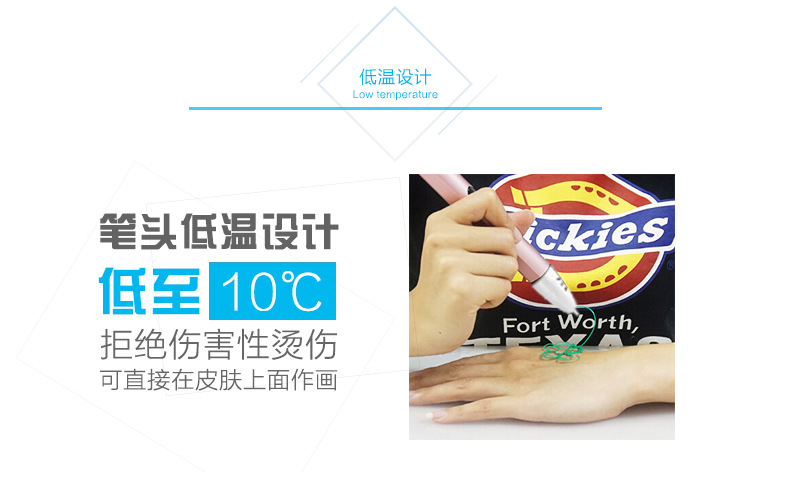 低温设计
Low temperature
笔头低温设计
低至 10℃
拒绝伤害性烫伤
可直接在皮肤上面作画
Dickies
Fort Worth,
TEXAS